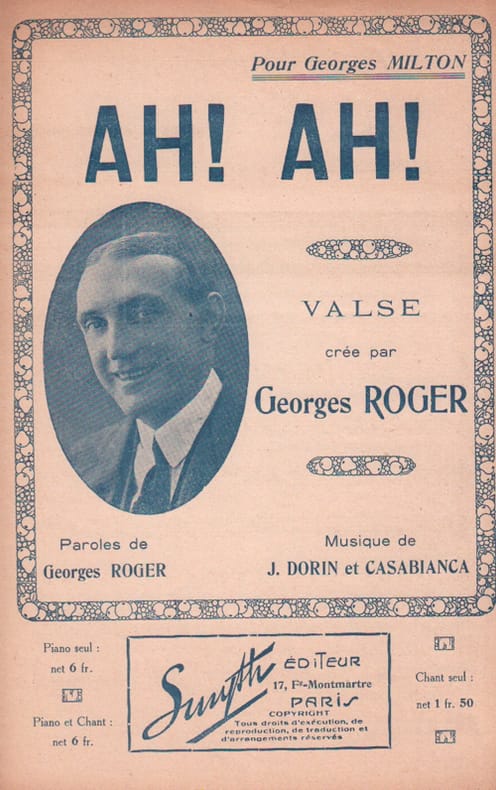 Pour Georges MILTON
AH! AH!
VALSE
crée par
Georges ROGER
Paroles de
Georges ROGER
Musique de
J. DORIN et CASABIANCA
Piano seul :
net 6 fr.
Piano et Chant :
net 6 fr.
Smyth
ÉDITEUR
17, Fg-Montmartre
PARIS
COPYRIGHT
Tous droits d'exécution, de
reproduction, de traduction et
d'arrangements réservés
Chant seul :
net 1 fr. 50